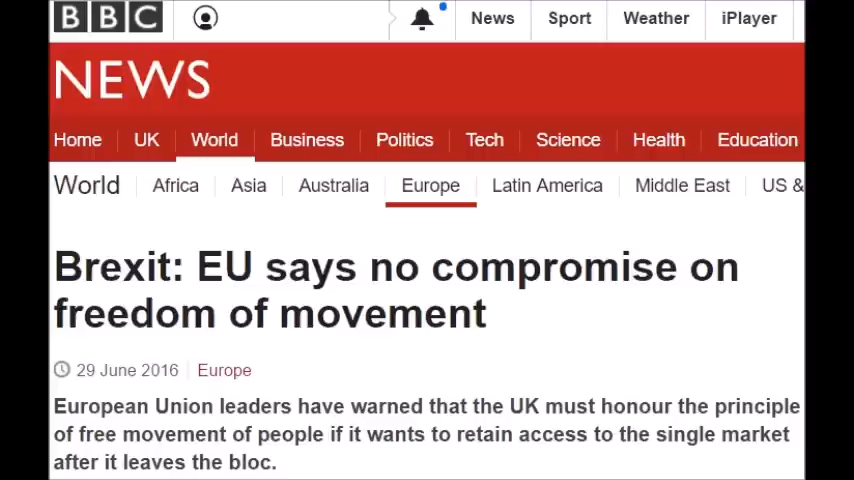 BBC News Sport Weather iPlayer
NEWS
Home UK World Business Politics Tech Science Health Education
World Africa Asia Australia Europe Latin America Middle East US &
Brexit: EU says no compromise on
freedom of movement
29 June 2016 Europe
European Union leaders have warned that the UK must honour the principle
of free movement of people if it wants to retain access to the single market
after it leaves the bloc.